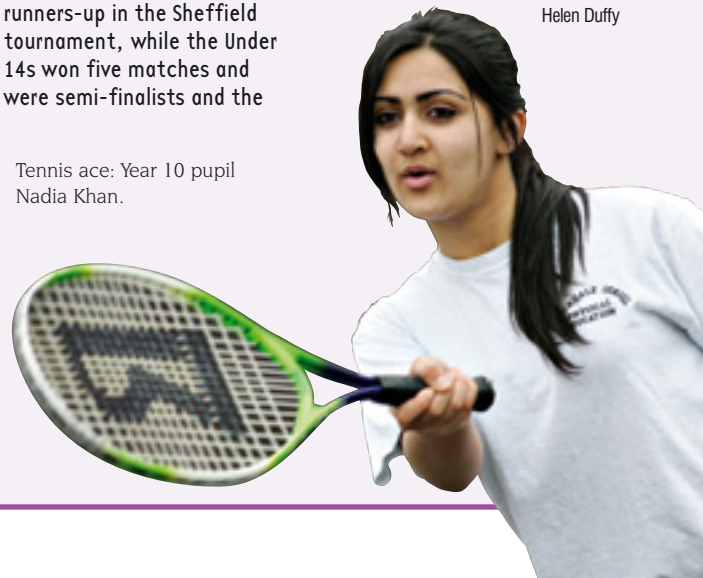 runners-up in the Sheffield
tournament, while the Under
14s won five matches and
were semi-finalists and the
Helen Duffy
Tennis ace: Year 10 pupil
Nadia Khan.